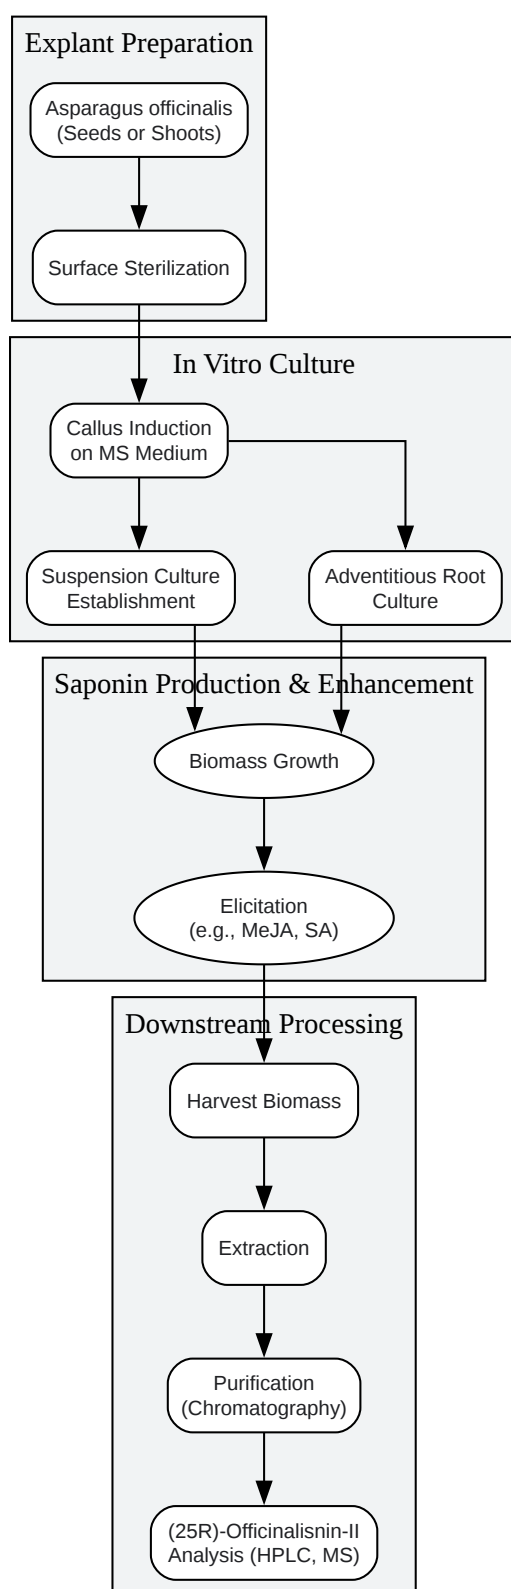 Explant Preparation
Asparagus officinalis
(Seeds or Shoots)
Surface Sterilization
In Vitro Culture
Callus Induction
on MS Medium
Suspension Culture
Establishment
Adventitious Root
Culture
Saponin Production & Enhancement
Biomass Growth
Elicitation
(e.g., MeJA, SA)
Downstream Processing
Harvest Biomass
Extraction
Purification
(Chromatography)
(25R)-Officinalisnin-II
Analysis (HPLC, MS)